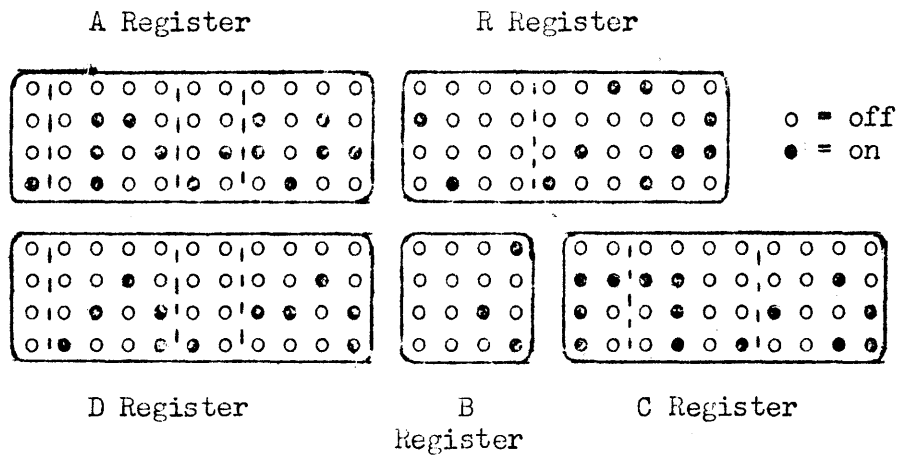 A Register
R Register
o = off
● = on
D Register
B
Register
C Register